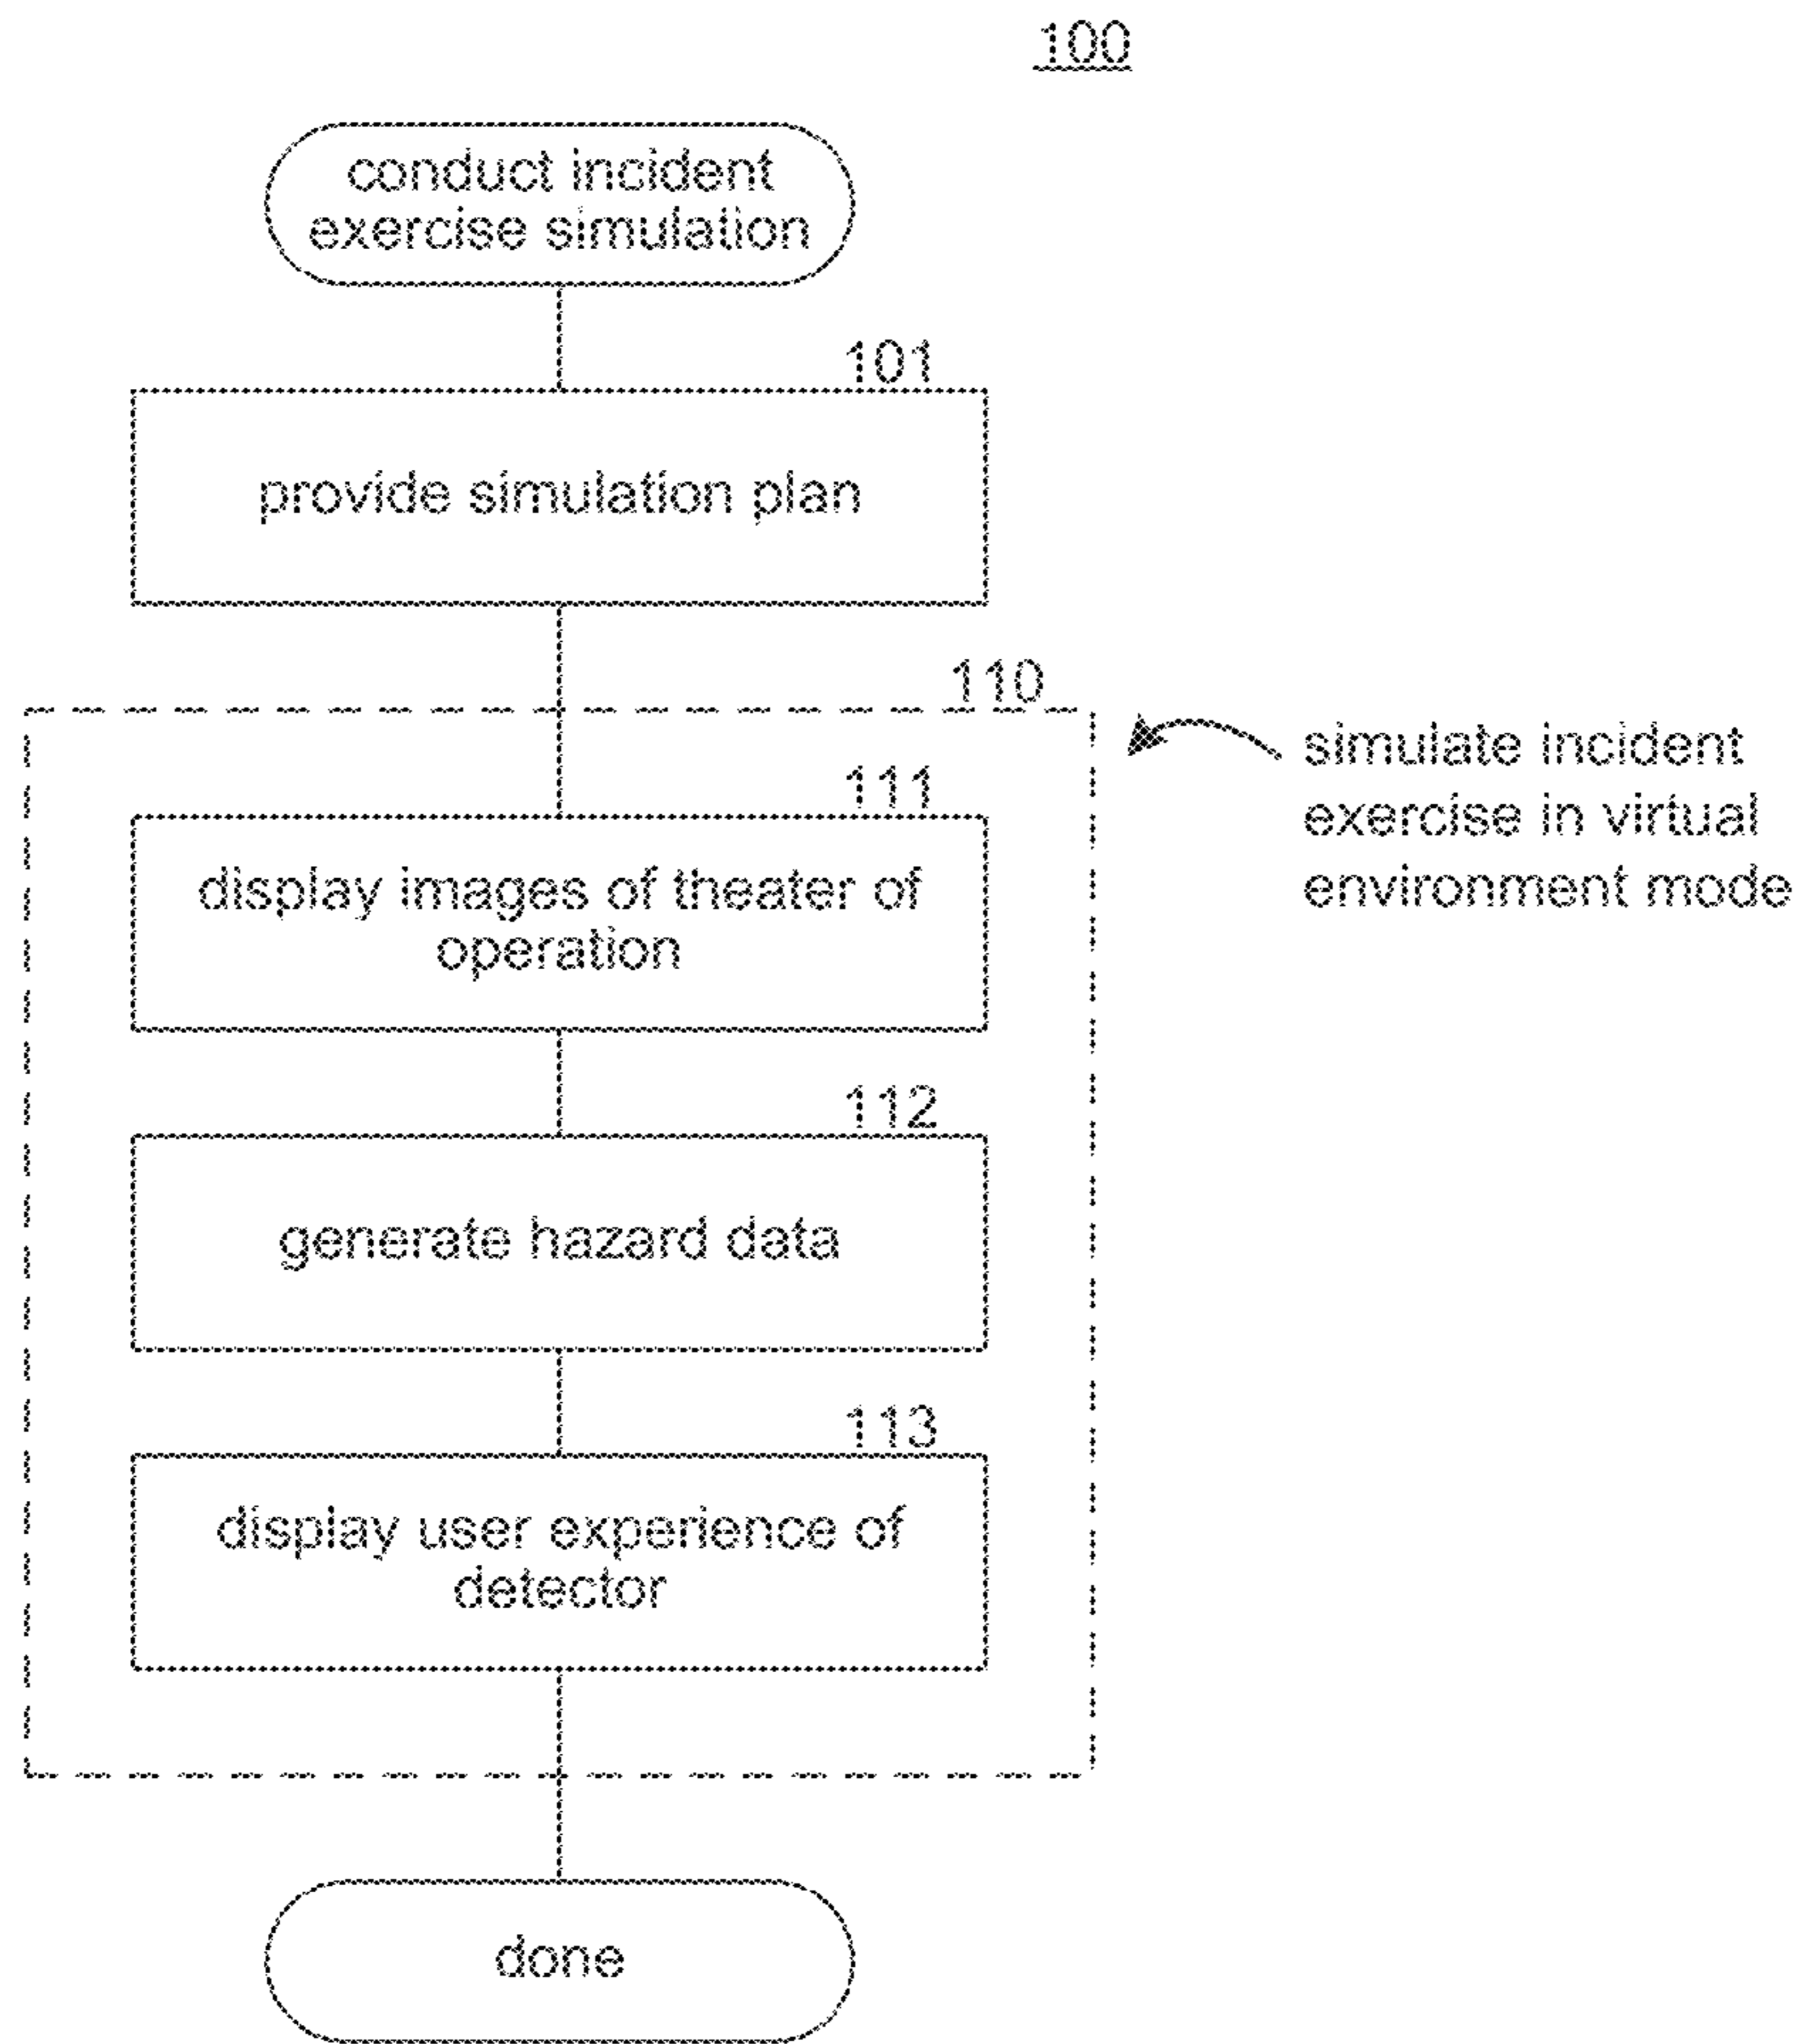 100
conduct incident
exercise simulation
101
provide simulation plan
110
simulate incident
exercise in virtual
environment mode
111
display images of theater of
operation
112
generate hazard data
113
display user experience of
detector
done